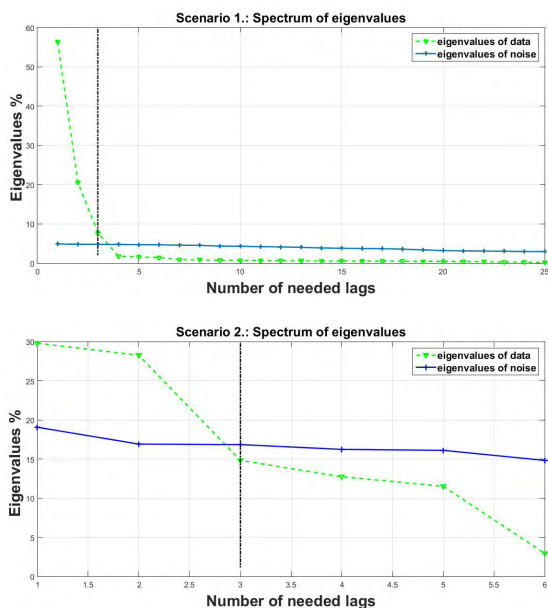 Scenario 1.: Spectrum of eigenvalues
60
50
40
30
20
10
0
Eigenvalues %
eigenvalues of data
eigenvalues of noise
0 5 10 15 20 25
Number of needed lags
Scenario 2.: Spectrum of eigenvalues
30
25
20
15
10
5
0
Eigenvalues %
eigenvalues of data
eigenvalues of noise
1 1.5 2 2.5 3 3.5 4 4.5 5 5.5 6
Number of needed lags